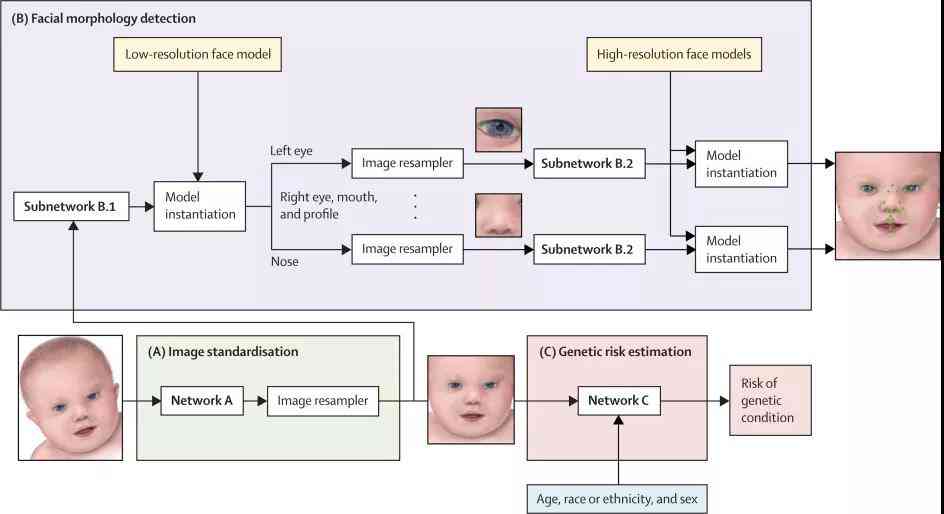 (B) Facial morphology detection
Low-resolution face model
High-resolution face models
Left eye
Image resampler
Subnetwork B.2
Model
instantiation
Subnetwork B.1
Model
instantiation
Right eye, mouth,
and profile
Nose
Image resampler
Subnetwork B.2
Model
instantiation
(A) Image standardisation
Network A
Image resampler
(C) Genetic risk estimation
Network C
Risk of
genetic
condition
Age, race or ethnicity, and sex